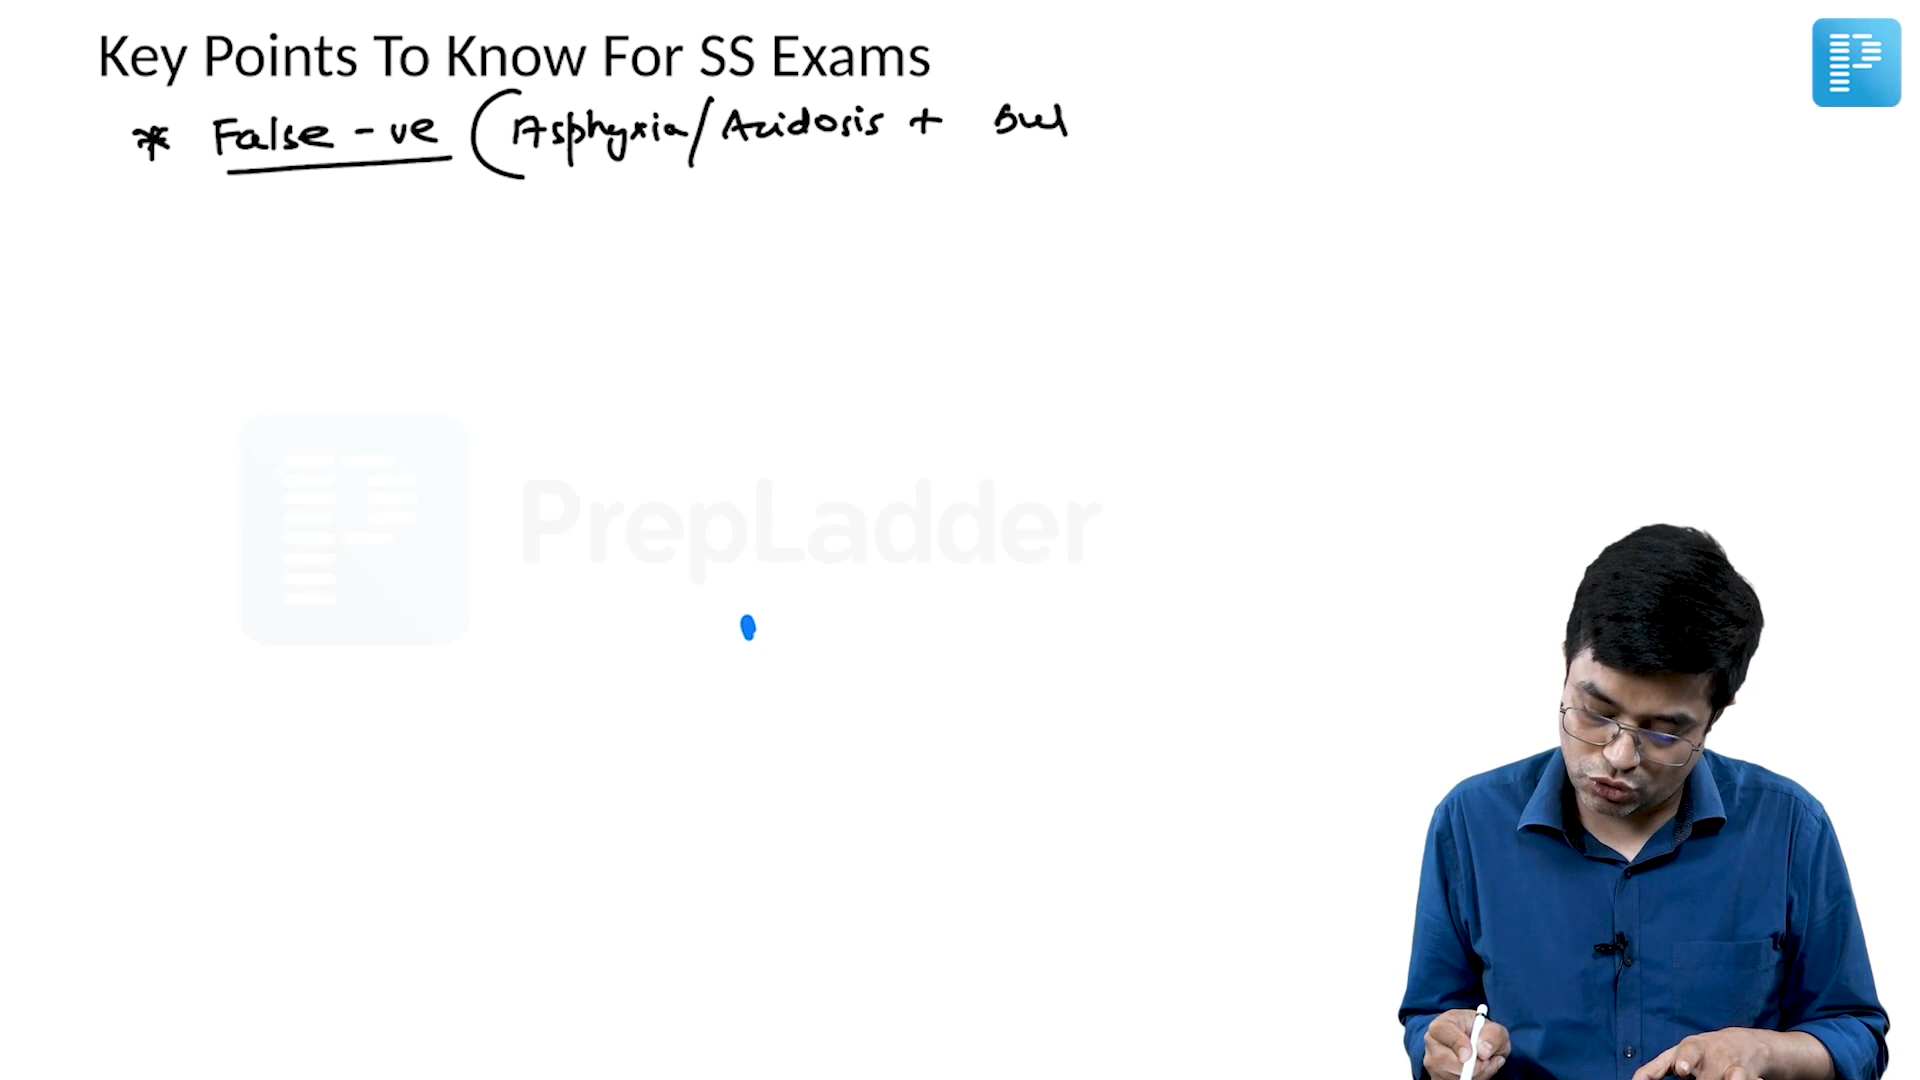 Key Points To Know For SS Exams
* False -ve (Asphyxia/Acidosis +
PrepLadder